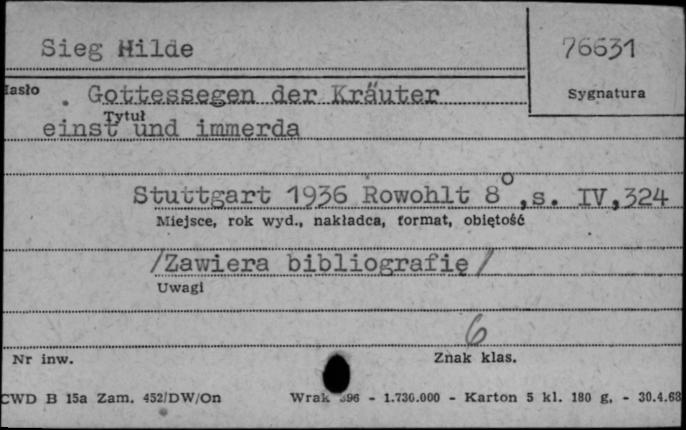 Sieg Hilde
76631
Hasło
Sygnatura
. Gottessegen der Kräuter
Tytuł
einst und immerda
Stuttgart 1936 Rowohlt 8°, s. IV,324
Miejsce, rok wyd., nakładca, format, objętość
/Zawiera bibliografię/
Uwagi
6
Nr inw.
Znak klas.
CWD B 15a Zam. 452/DW/On
Wrak 396 - 1.730.000 - Karton 5 kl. 180 g. - 30.4.68